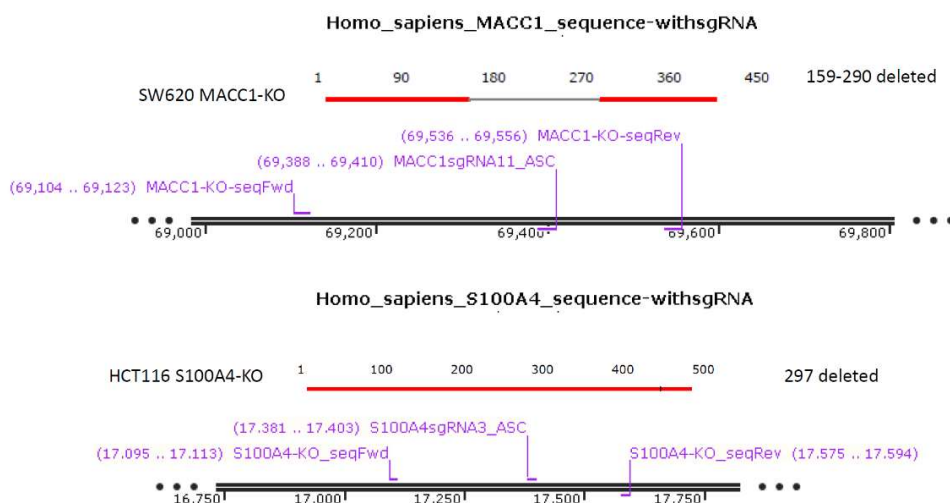 Homo_sapiens_MACC1_sequence-withsgRNA
1 90 180 270 360 450 159-290 deleted
SW620 MACC1-KO
(69,536 .. 69,556) MACC1-KO-seqRev
(69,388 .. 69,410) MACC1sgRNA11_ASC
(69,104 .. 69,123) MACC1-KO-seqFwd
69,000 69,200 69,400 69,600 69,800
Homo_sapiens_S100A4_sequence-withsgRNA
1 100 200 300 400 500
HCT116 S100A4-KO 297 deleted
(17.381 .. 17.403) S100A4sgRNA3_ASC
(17.095 .. 17.113) S100A4-KO_seqFwd S100A4-KO_seqRev (17.575 .. 17.594)
16.750 17.000 17.250 17.500 17.750